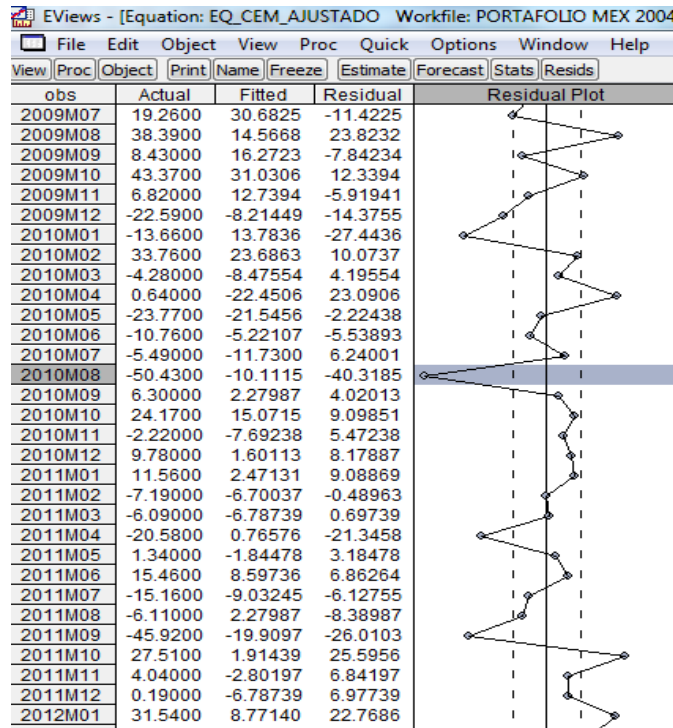 EViews - [Equation: EQ_CEM_AJUSTADO Workfile: PORTAFOLIO MEX 2004
File Edit Object View Proc Quick Options Window Help
View Proc Object Print Name Freeze Estimate Forecast Stats Resids
obs Actual Fitted Residual Residual Plot
2009M07 19.2600 30.6825 -11.4225
2009M08 38.3900 14.5668 23.8232
2009M09 8.43000 16.2723 -7.84234
2009M10 43.3700 31.0306 12.3394
2009M11 6.82000 12.7394 -5.91941
2009M12 -22.5900 -8.21449 -14.3755
2010M01 -13.6600 13.7836 -27.4436
2010M02 33.7600 23.6863 10.0737
2010M03 -4.28000 -8.47554 4.19554
2010M04 0.64000 -22.4506 23.0906
2010M05 -23.7700 -21.5456 -2.22438
2010M06 -10.7600 -5.22107 -5.53893
2010M07 -5.49000 -11.7300 6.24001
2010M08 -50.4300 -10.1115 -40.3185
2010M09 6.30000 2.27987 4.02013
2010M10 24.1700 15.0715 9.09851
2010M11 -2.22000 -7.69238 5.47238
2010M12 9.78000 1.60113 8.17887
2011M01 11.5600 2.47131 9.08869
2011M02 -7.19000 -6.70037 -0.48963
2011M03 -6.09000 -6.78739 0.69739
2011M04 -20.5800 0.76576 -21.3458
2011M05 1.34000 -1.84478 3.18478
2011M06 15.4600 8.59736 6.86264
2011M07 -15.1600 -9.03245 -6.12755
2011M08 -6.11000 2.27987 -8.38987
2011M09 -45.9200 -19.9097 -26.0103
2011M10 27.5100 1.91439 25.5956
2011M11 4.04000 -2.80197 6.84197
2011M12 0.19000 -6.78739 6.97739
2012M01 31.5400 8.77140 22.7686